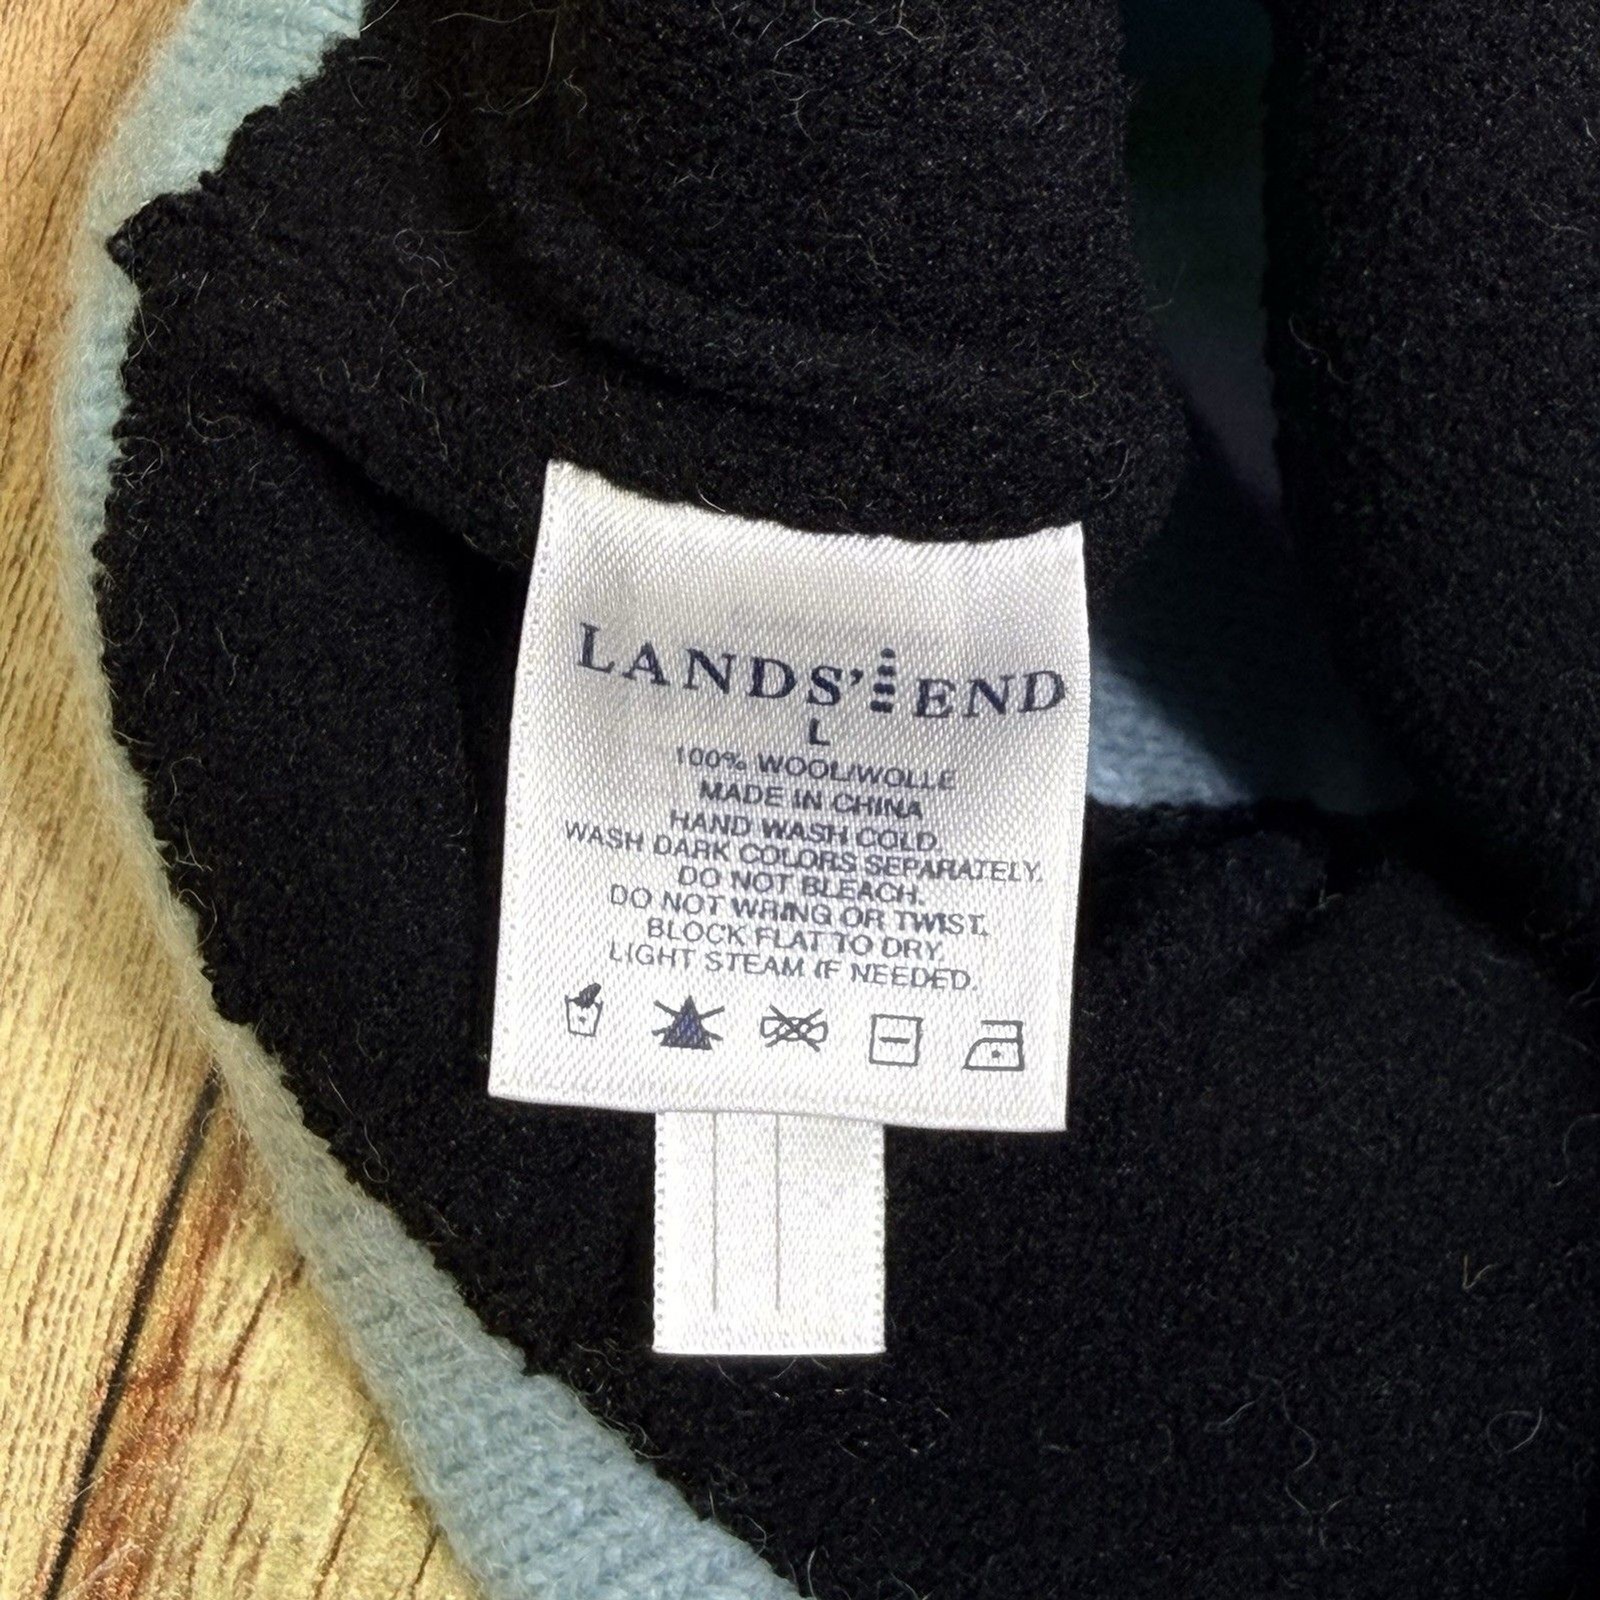 LANDS' END
L
100% WOOL/WOLLE
MADE IN CHINA
HAND WASH COLD.
WASH DARK COLORS SEPARATELY.
DO NOT BLEACH.
DO NOT WRING OR TWIST.
BLOCK FLAT TO DRY.
LIGHT STEAM IF NEEDED.